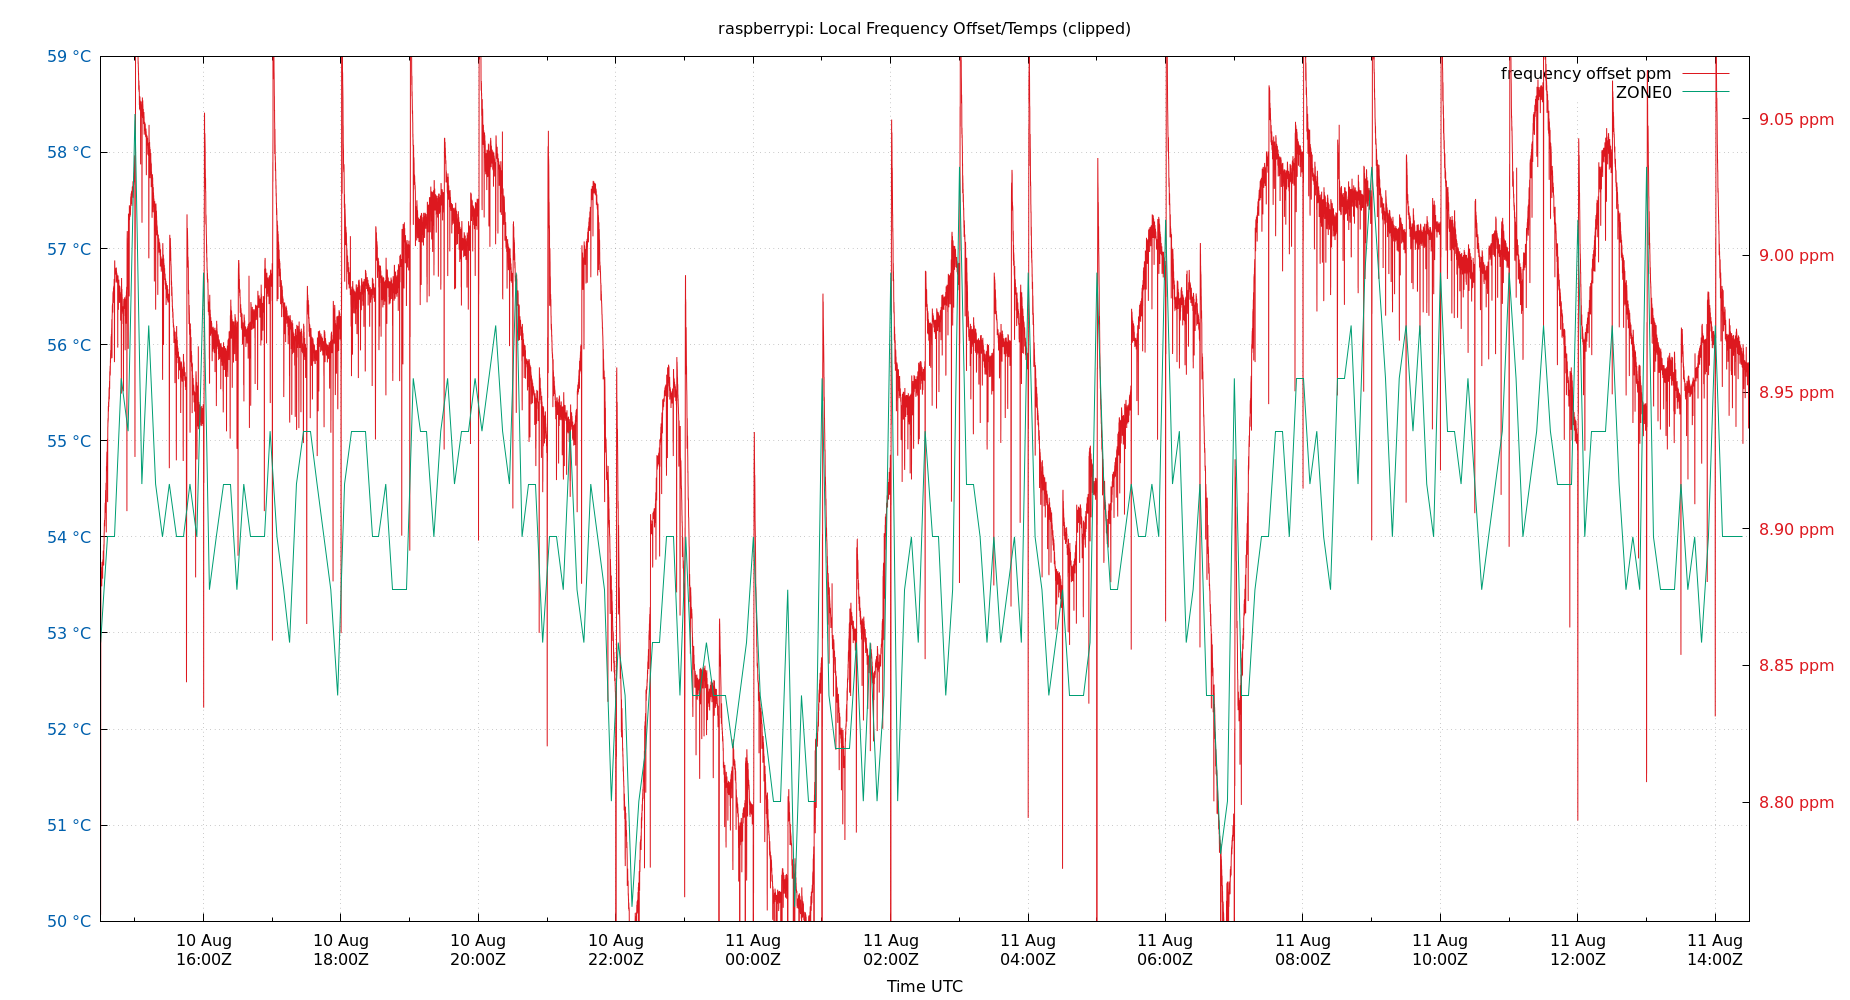 raspberrypi: Local Frequency Offset/Temps (clipped)
frequency offset ppm
ZONE0
59 °C
58 °C
57 °C
56 °C
55 °C
54 °C
53 °C
52 °C
51 °C
50 °C
9.05 ppm
9.00 ppm
8.95 ppm
8.90 ppm
8.85 ppm
8.80 ppm
10 Aug 10 Aug 10 Aug 10 Aug 11 Aug 11 Aug 11 Aug 11 Aug 11 Aug 11 Aug 11 Aug 11 Aug
16:00Z 18:00Z 20:00Z 22:00Z 00:00Z 02:00Z 04:00Z 06:00Z 08:00Z 10:00Z 12:00Z 14:00Z
Time UTC